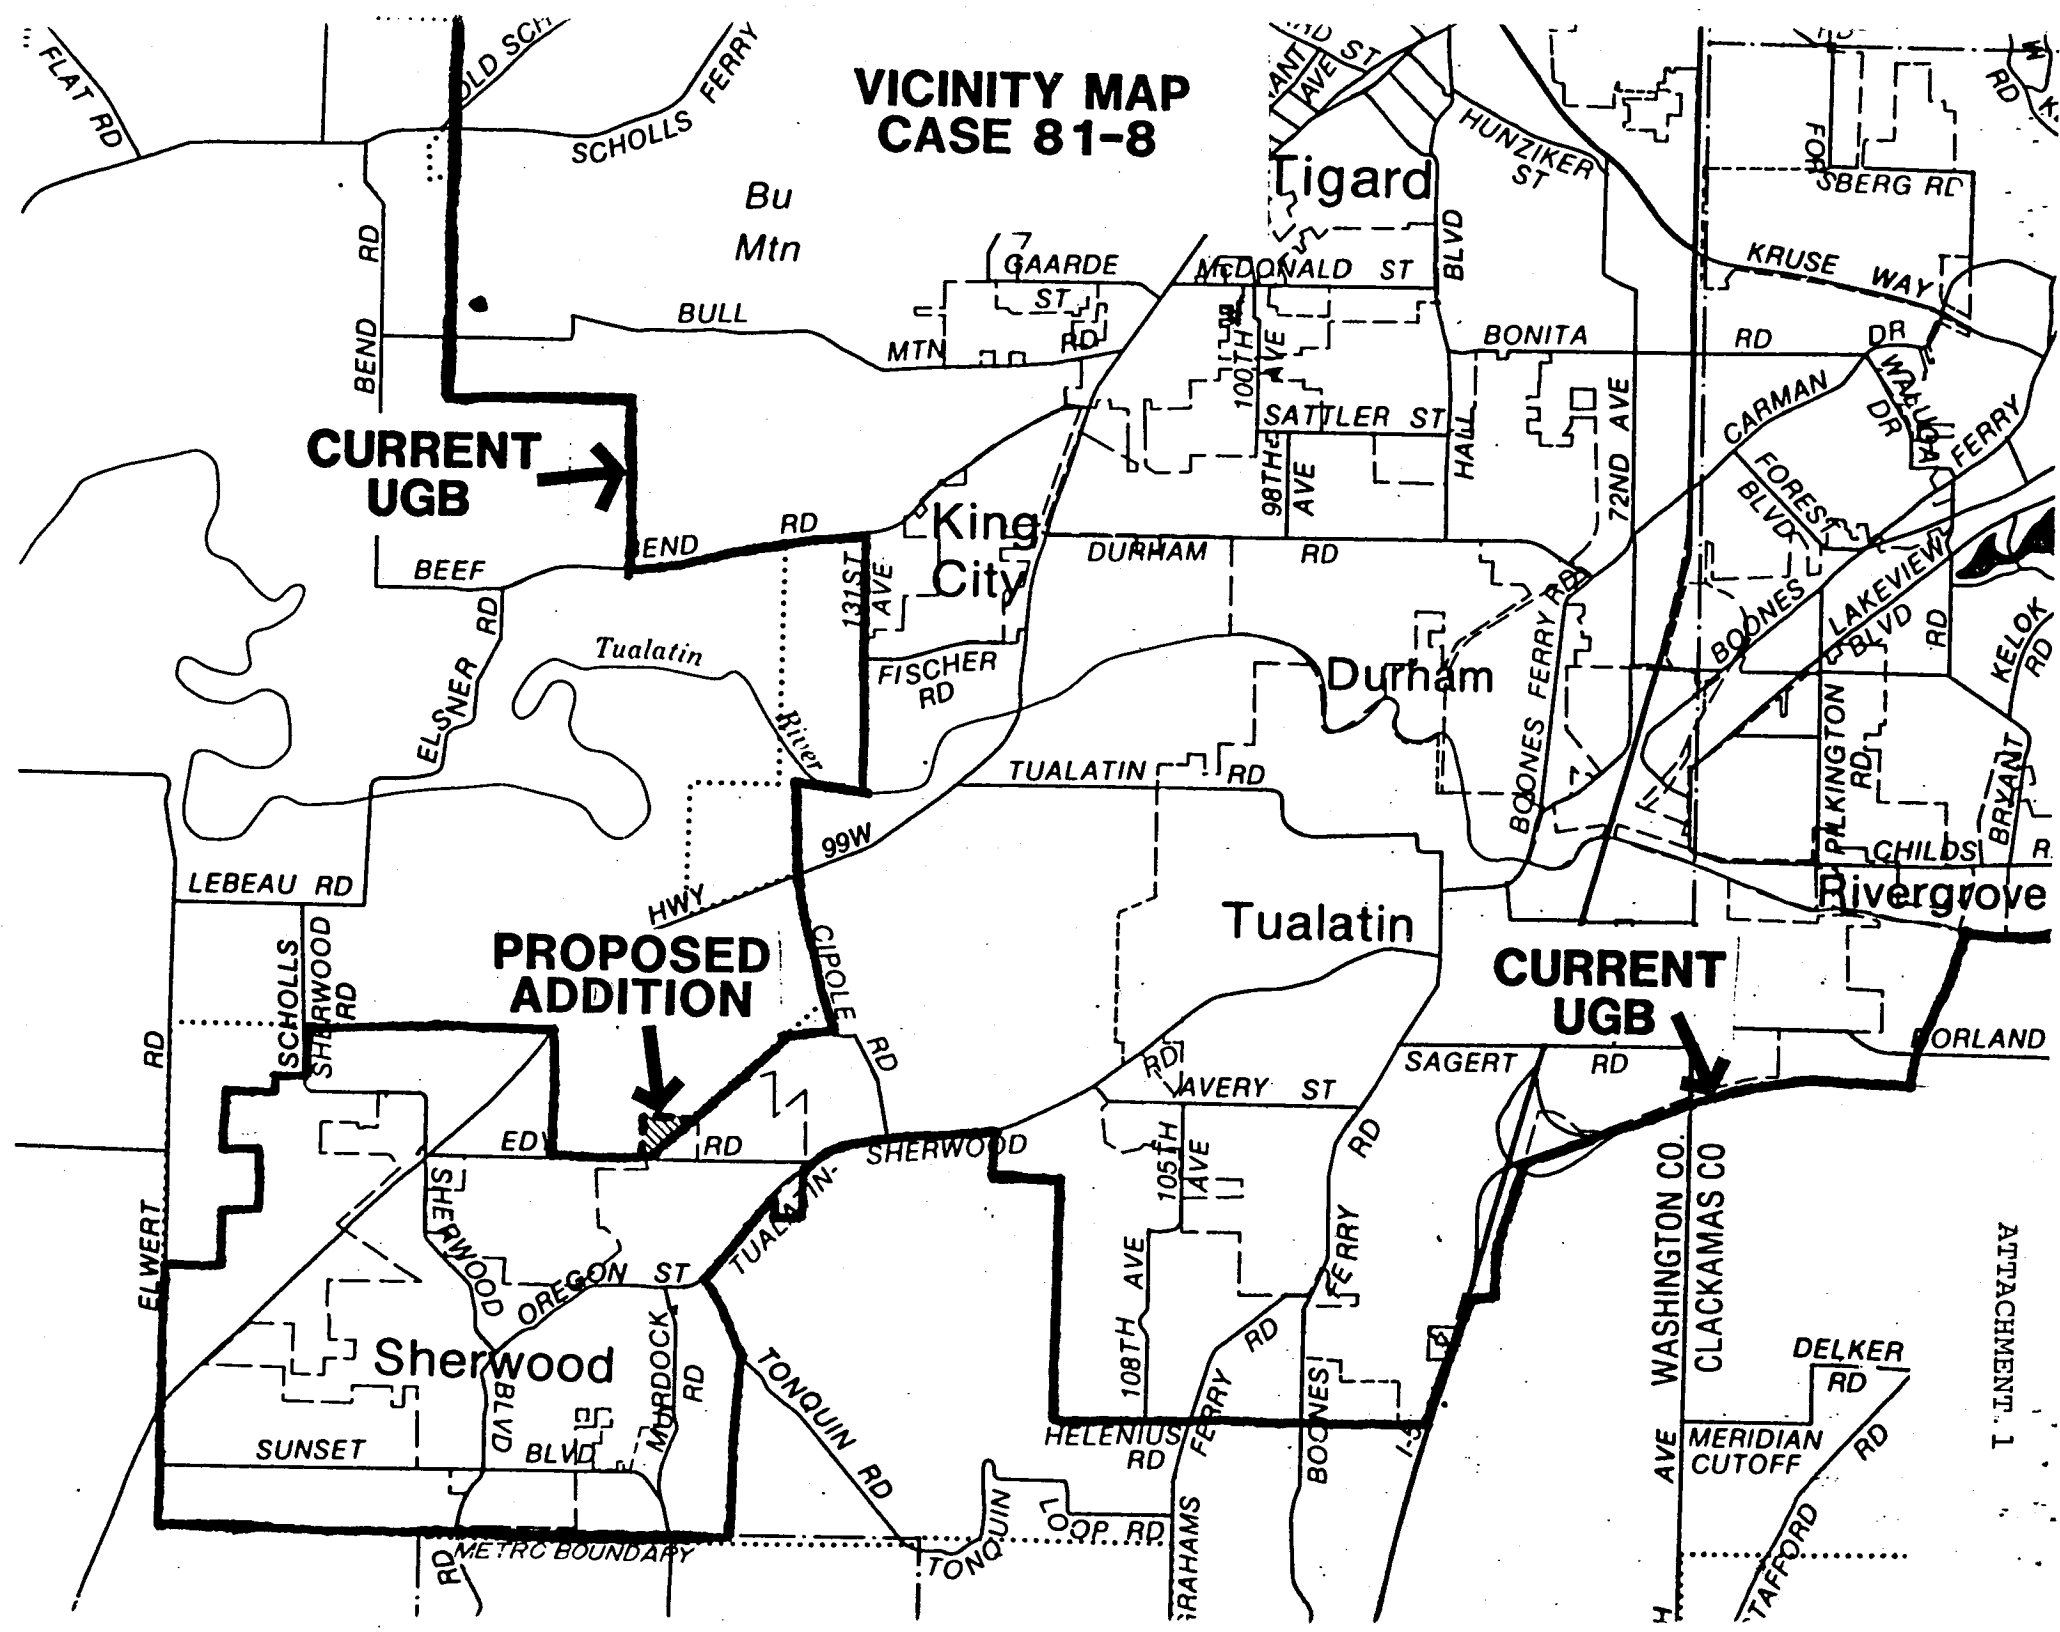 VICINITY MAP
CASE 81-8
FLAT RD
OLD SCH
SCHOLLS FERRY
Bu
Mtn
AVE
ST
HUNZIKER
ST
Tigard
BLVD
RD
KRUSE WAY
GAARDE
ST
McDONALD ST
BEND RD
BULL
MTN
RD
100TH AVE
BONITA RD
DR
WALUGA
DR
CARMAN
FERRY
SATTLER ST
HALL
72ND AVE
98TH AVE
FOREST
BLVD
CURRENT
UGB
King
City
BEEF
BEND
RD
DURHAM RD
131ST
AVE
ELSNER RD
Tualatin
River
FISCHER
RD
Durham
BOONES FERRY RD
BOONES
LAKEVIEW
BLVD
RD
KELOK
RD
PILKINGTON
RD
BRYANT
TUALATIN RD
HWY 99W
LEBEAU RD
CHILDS R
Rivergrove
SCHOLLS
SHERWOOD
RD
PROPOSED
ADDITION
CIPOLE
RD
Tualatin
CURRENT
UGB
BORLAND
RD
SAGERT RD
AVERY ST
RD
EDY RD
SHERWOOD
TUALATIN-
105TH
AVE
RD
FERRY
WASHINGTON CO.
CLACKAMAS CO
ELWERT
RD
SHERWOOD
BLVD
OREGON ST
Sherwood
MURDOCK
RD
TONQUIN RD
108TH AVE
RD
FERRY
BOONES
I-5
HELENIUS
RD
DELKER
RD
MERIDIAN
CUTOFF
AVE
RD
SUNSET BLVD
METRO BOUNDARY
RD
TONQUIN
LOOP RD
GRAHAMS
STAFFORD
ATTACHMENT 1